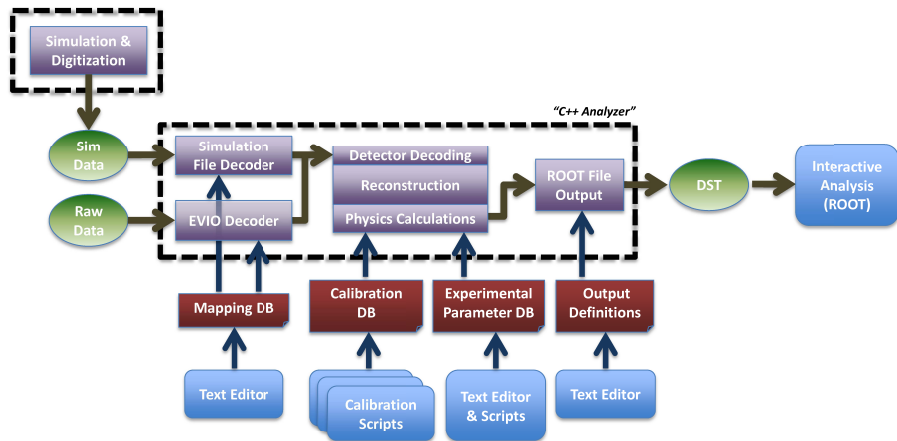 Simulation &
Digitization
"C++ Analyzer"
Sim
Data
Simulation
File Decoder
Detector Decoding
Reconstruction
Physics Calculations
ROOT File
Output
DST
Interactive
Analysis
(ROOT)
Raw
Data
EVIO Decoder
Mapping DB
Calibration
DB
Experimental
Parameter DB
Output
Definitions
Text Editor
Calibration
Scripts
Text Editor
& Scripts
Text Editor